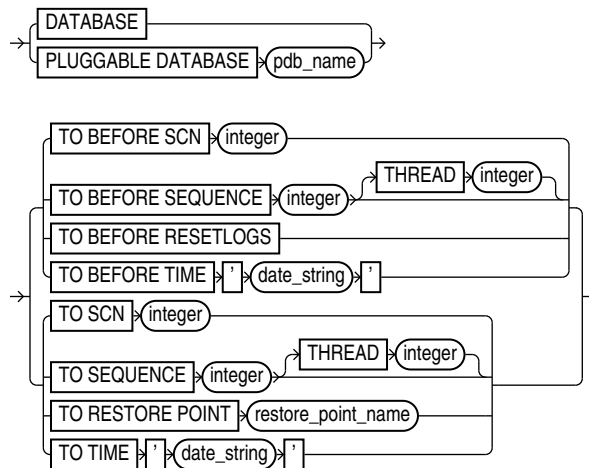 DATABASE
PLUGGABLE DATABASE pdb_name
TO BEFORE SCN integer
THREAD integer
TO BEFORE SEQUENCE integer
TO BEFORE RESETLOGS
TO BEFORE TIME ' date_string '
TO SCN integer
THREAD integer
TO SEQUENCE integer
TO RESTORE POINT restore_point_name
TO TIME ' date_string '